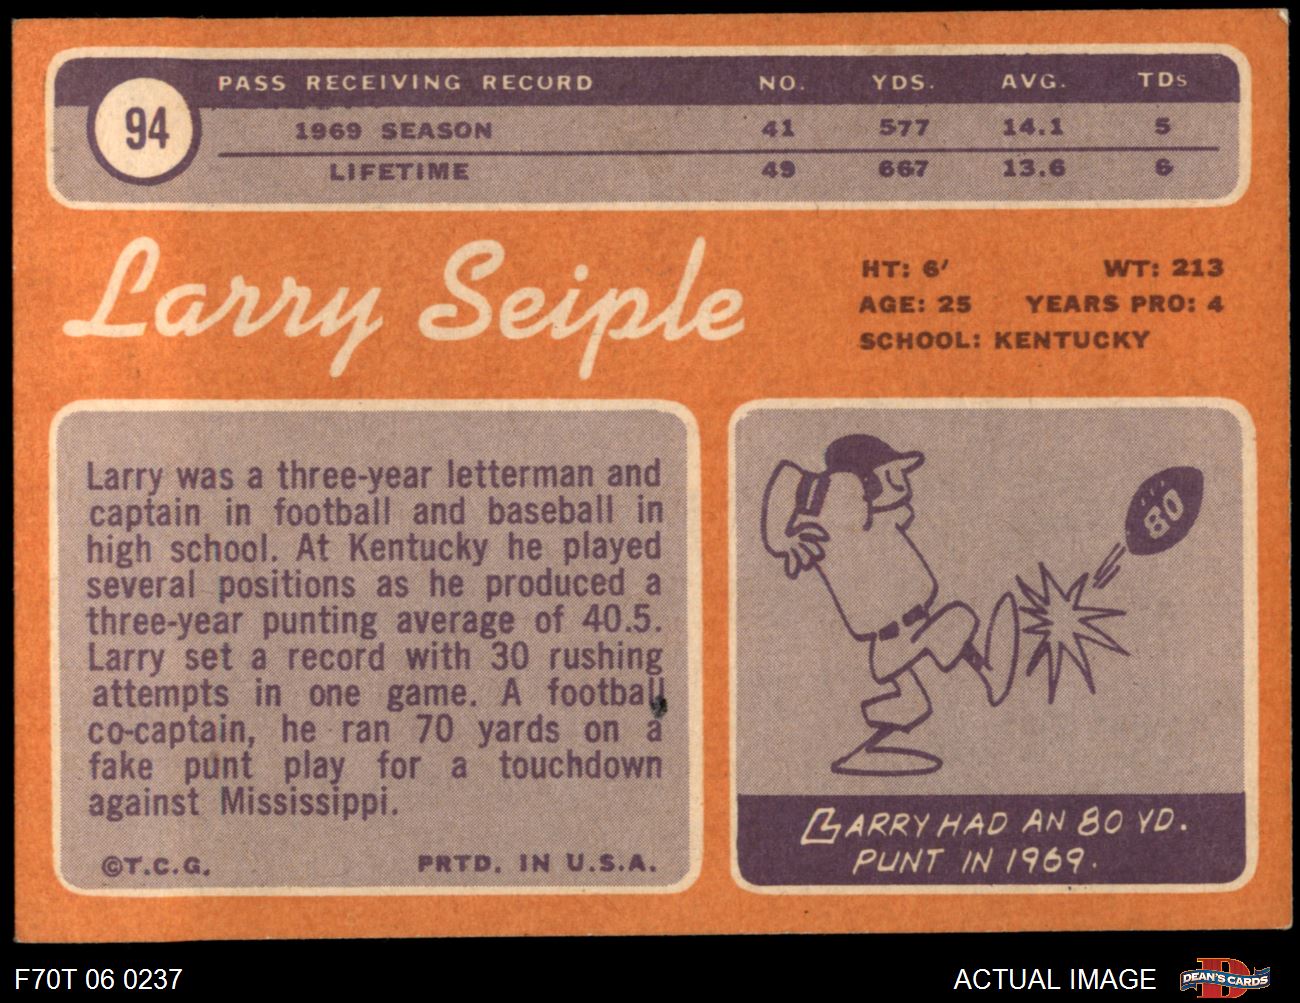 PASS RECEIVING RECORD NO. YDS. AVG. TDs
94
1969 SEASON 41 577 14.1 5
LIFETIME 49 667 13.6 6
Larry Seiple
HT: 6' WT: 213
AGE: 25 YEARS PRO: 4
SCHOOL: KENTUCKY
Larry was a three-year letterman and
captain in football and baseball in
high school. At Kentucky he played
several positions as he produced a
three-year punting average of 40.5.
Larry set a record with 30 rushing
attempts in one game. A football
co-captain, he ran 70 yards on a
fake punt play for a touchdown
against Mississippi.
©T.C.G. PRTD. IN U.S.A.
80
LARRY HAD AN 80 YD.
PUNT IN 1969.
F70T 06 0237 ACTUAL IMAGE D DEAN'S CARDS